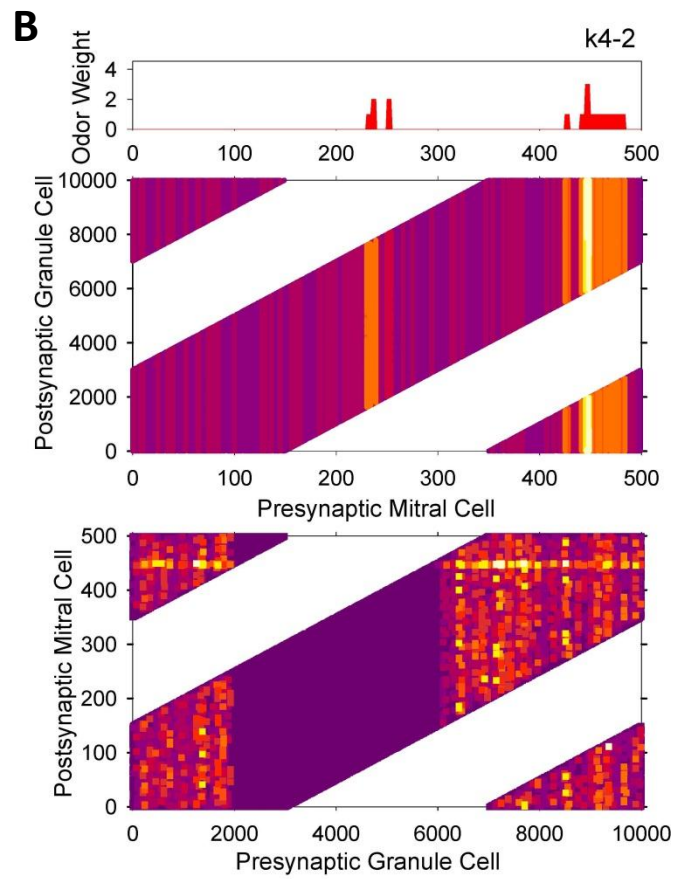 B
k4-2
Odor Weight
4
2
0
0 100 200 300 400 500
Postsynaptic Granule Cell
10000
8000
6000
4000
2000
0
0 100 200 300 400 500
Presynaptic Mitral Cell
Postsynaptic Mitral Cell
500
400
300
200
100
0
0 2000 4000 6000 8000 10000
Presynaptic Granule Cell